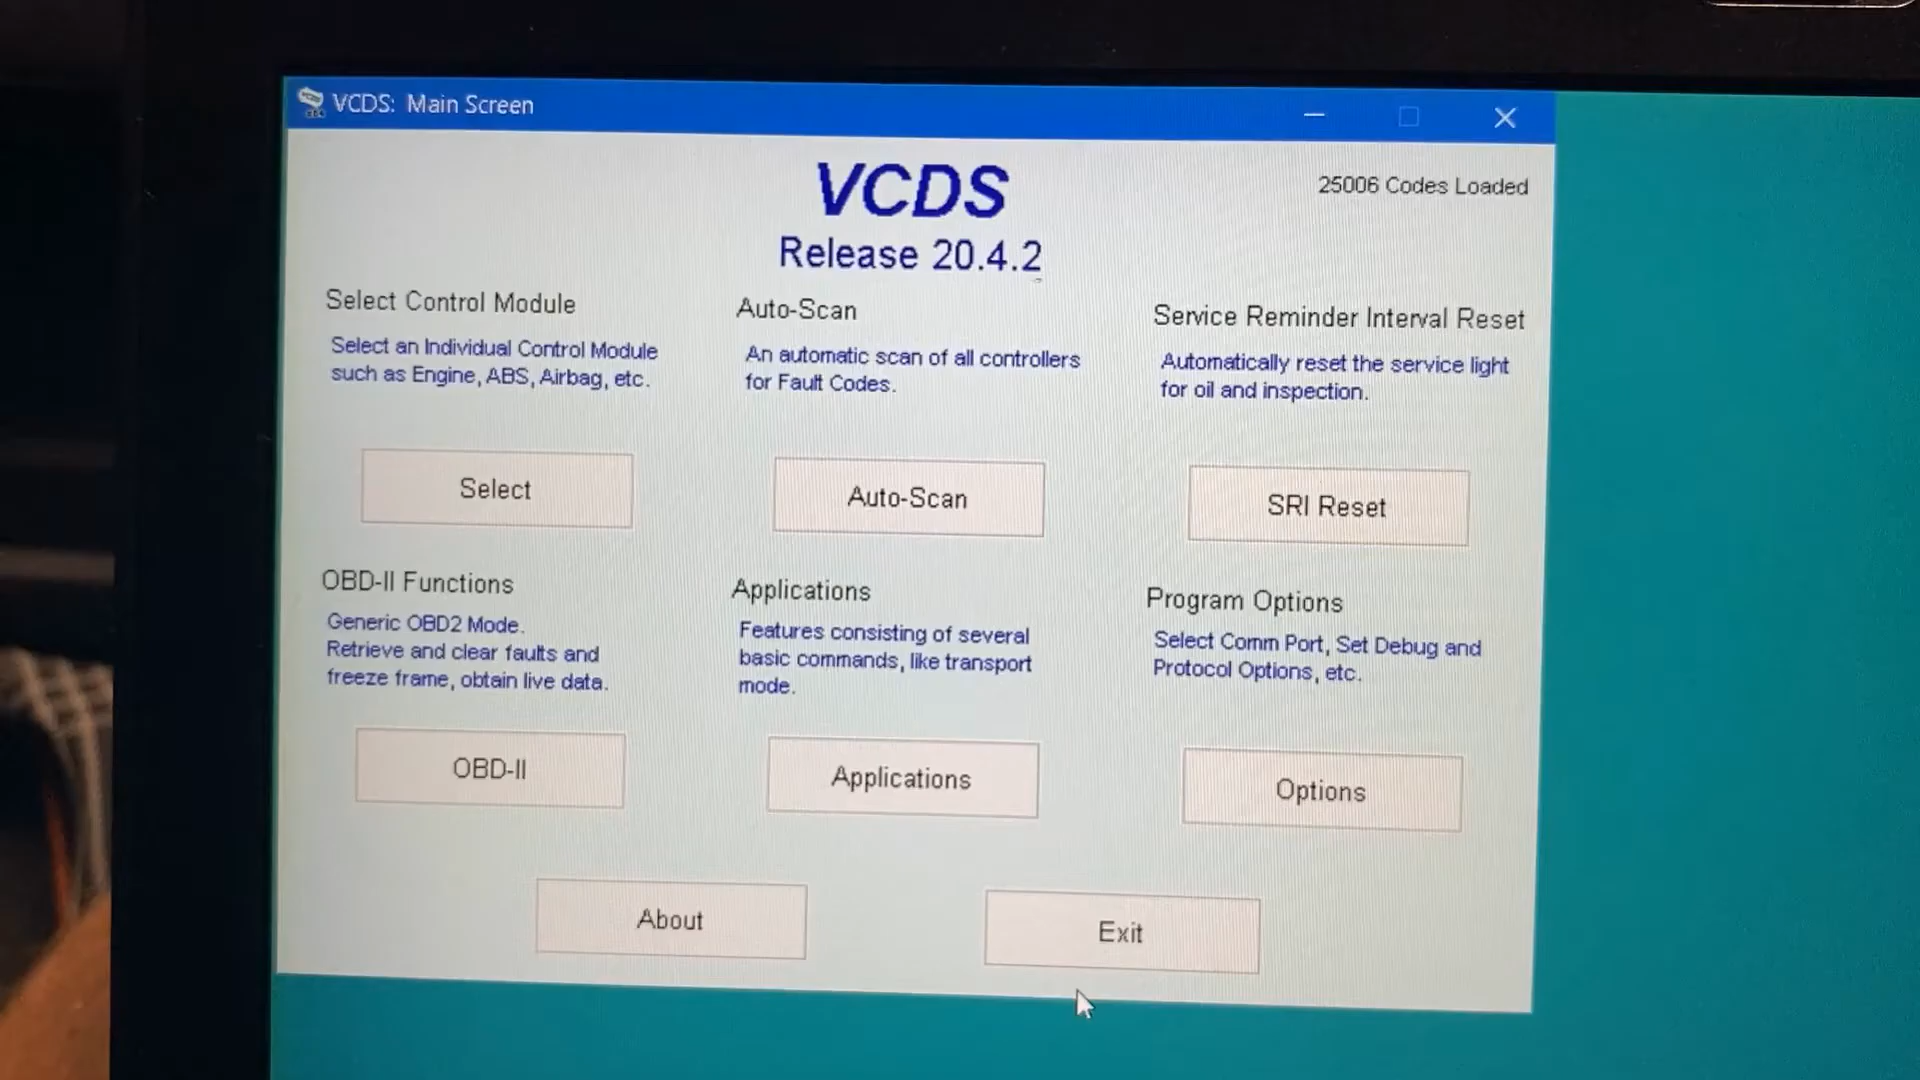 VCDS: Main Screen
VCDS
25006 Codes Loaded
Release 20.4.2
Select Control Module
Select an Individual Control Module
such as Engine, ABS, Airbag, etc.
Select
Auto-Scan
An automatic scan of all controllers
for Fault Codes.
Auto-Scan
Service Reminder Interval Reset
Automatically reset the service light
for oil and inspection.
SRI Reset
OBD-II Functions
Generic OBD2 Mode.
Retrieve and clear faults and
freeze frame, obtain live data.
OBD-II
Applications
Features consisting of several
basic commands, like transport
mode.
Applications
Program Options
Select Comm Port, Set Debug and
Protocol Options, etc.
Options
About
Exit